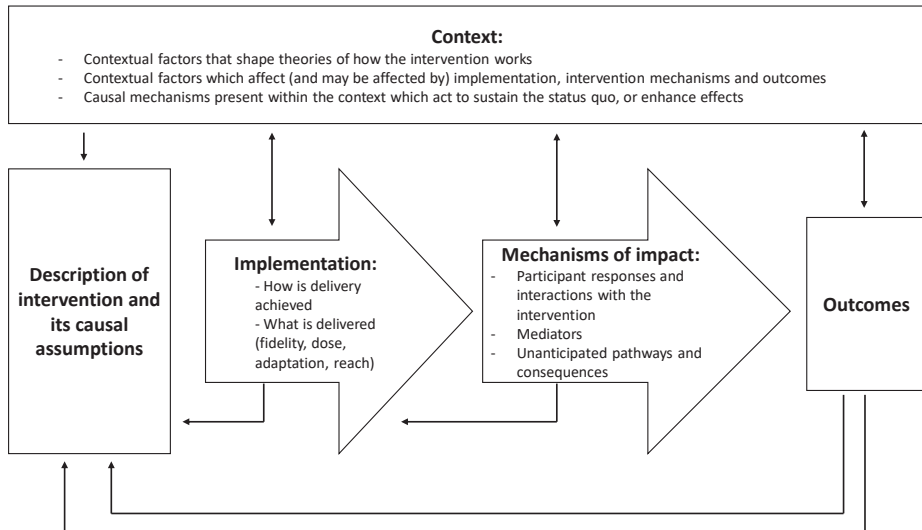 Context:
- Contextual factors that shape theories of how the intervention works
- Contextual factors which affect (and may be affected by) implementation, intervention mechanisms and outcomes
- Causal mechanisms present within the context which act to sustain the status quo, or enhance effects
Description of
intervention and
its causal
assumptions
Implementation:
- How is delivery
achieved
- What is delivered
(fidelity, dose,
adaptation, reach)
Mechanisms of impact:
- Participant responses and
interactions with the
intervention
- Mediators
- Unanticipated pathways and
consequences
Outcomes